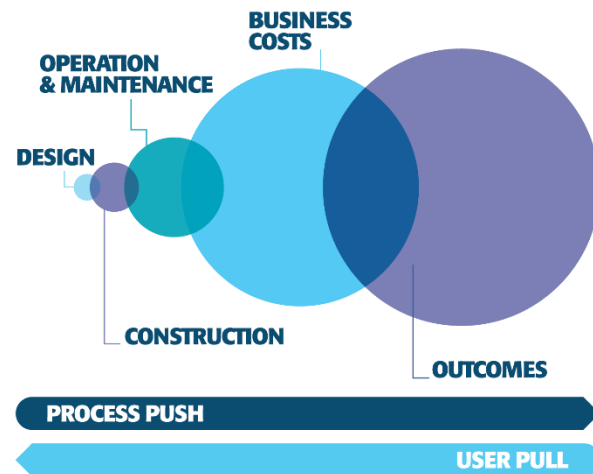 BUSINESS
COSTS
OPERATION
& MAINTENANCE
DESIGN
CONSTRUCTION
OUTCOMES
PROCESS PUSH
USER PULL